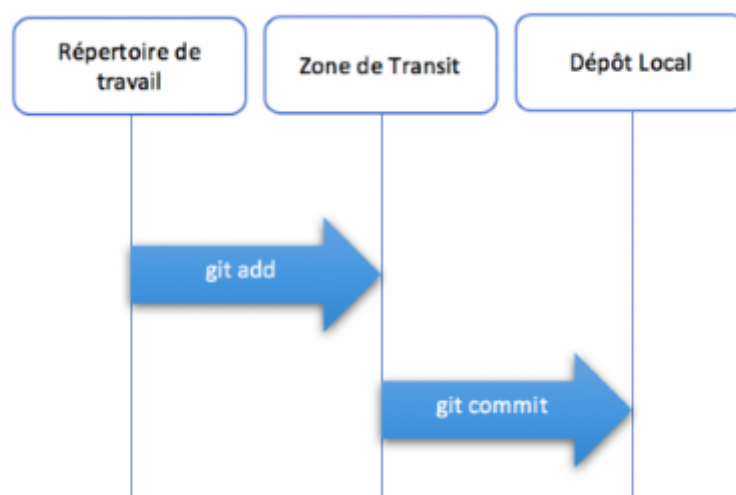 Répertoire de
travail
Zone de Transit
Dépôt Local
git add
git commit